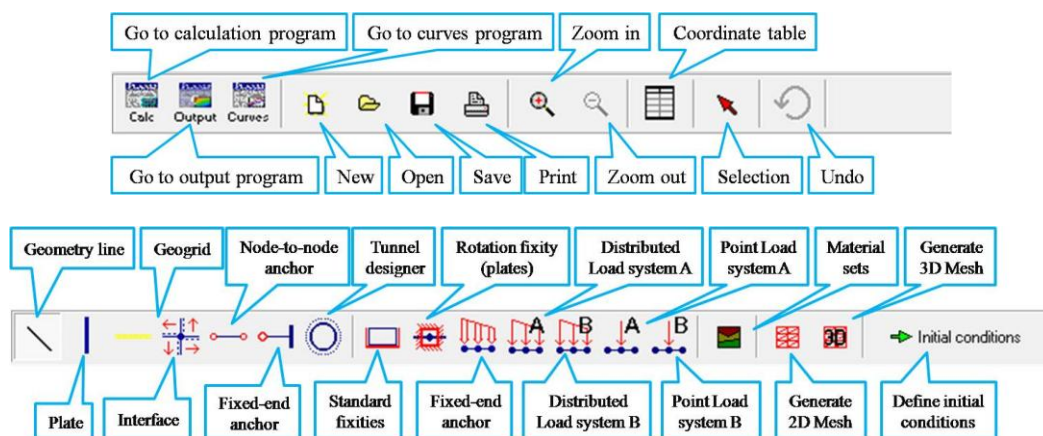 Go to calculation program
Go to curves program
Zoom in
Coordinate table
Calc
Output
Curves
Go to output program
New
Open
Save
Print
Zoom out
Selection
Undo
Geometry line
Geogrid
Node-to-node
anchor
Tunnel
designer
Rotation fixity
(plates)
Distributed
Load system A
Point Load
system A
Material
sets
Generate
3D Mesh
A
B
A
B
3D
Initial conditions
Plate
Interface
Fixed-end
anchor
Standard
fixities
Fixed-end
anchor
Distributed
Load system B
Point Load
system B
Generate
2D Mesh
Define initial
conditions